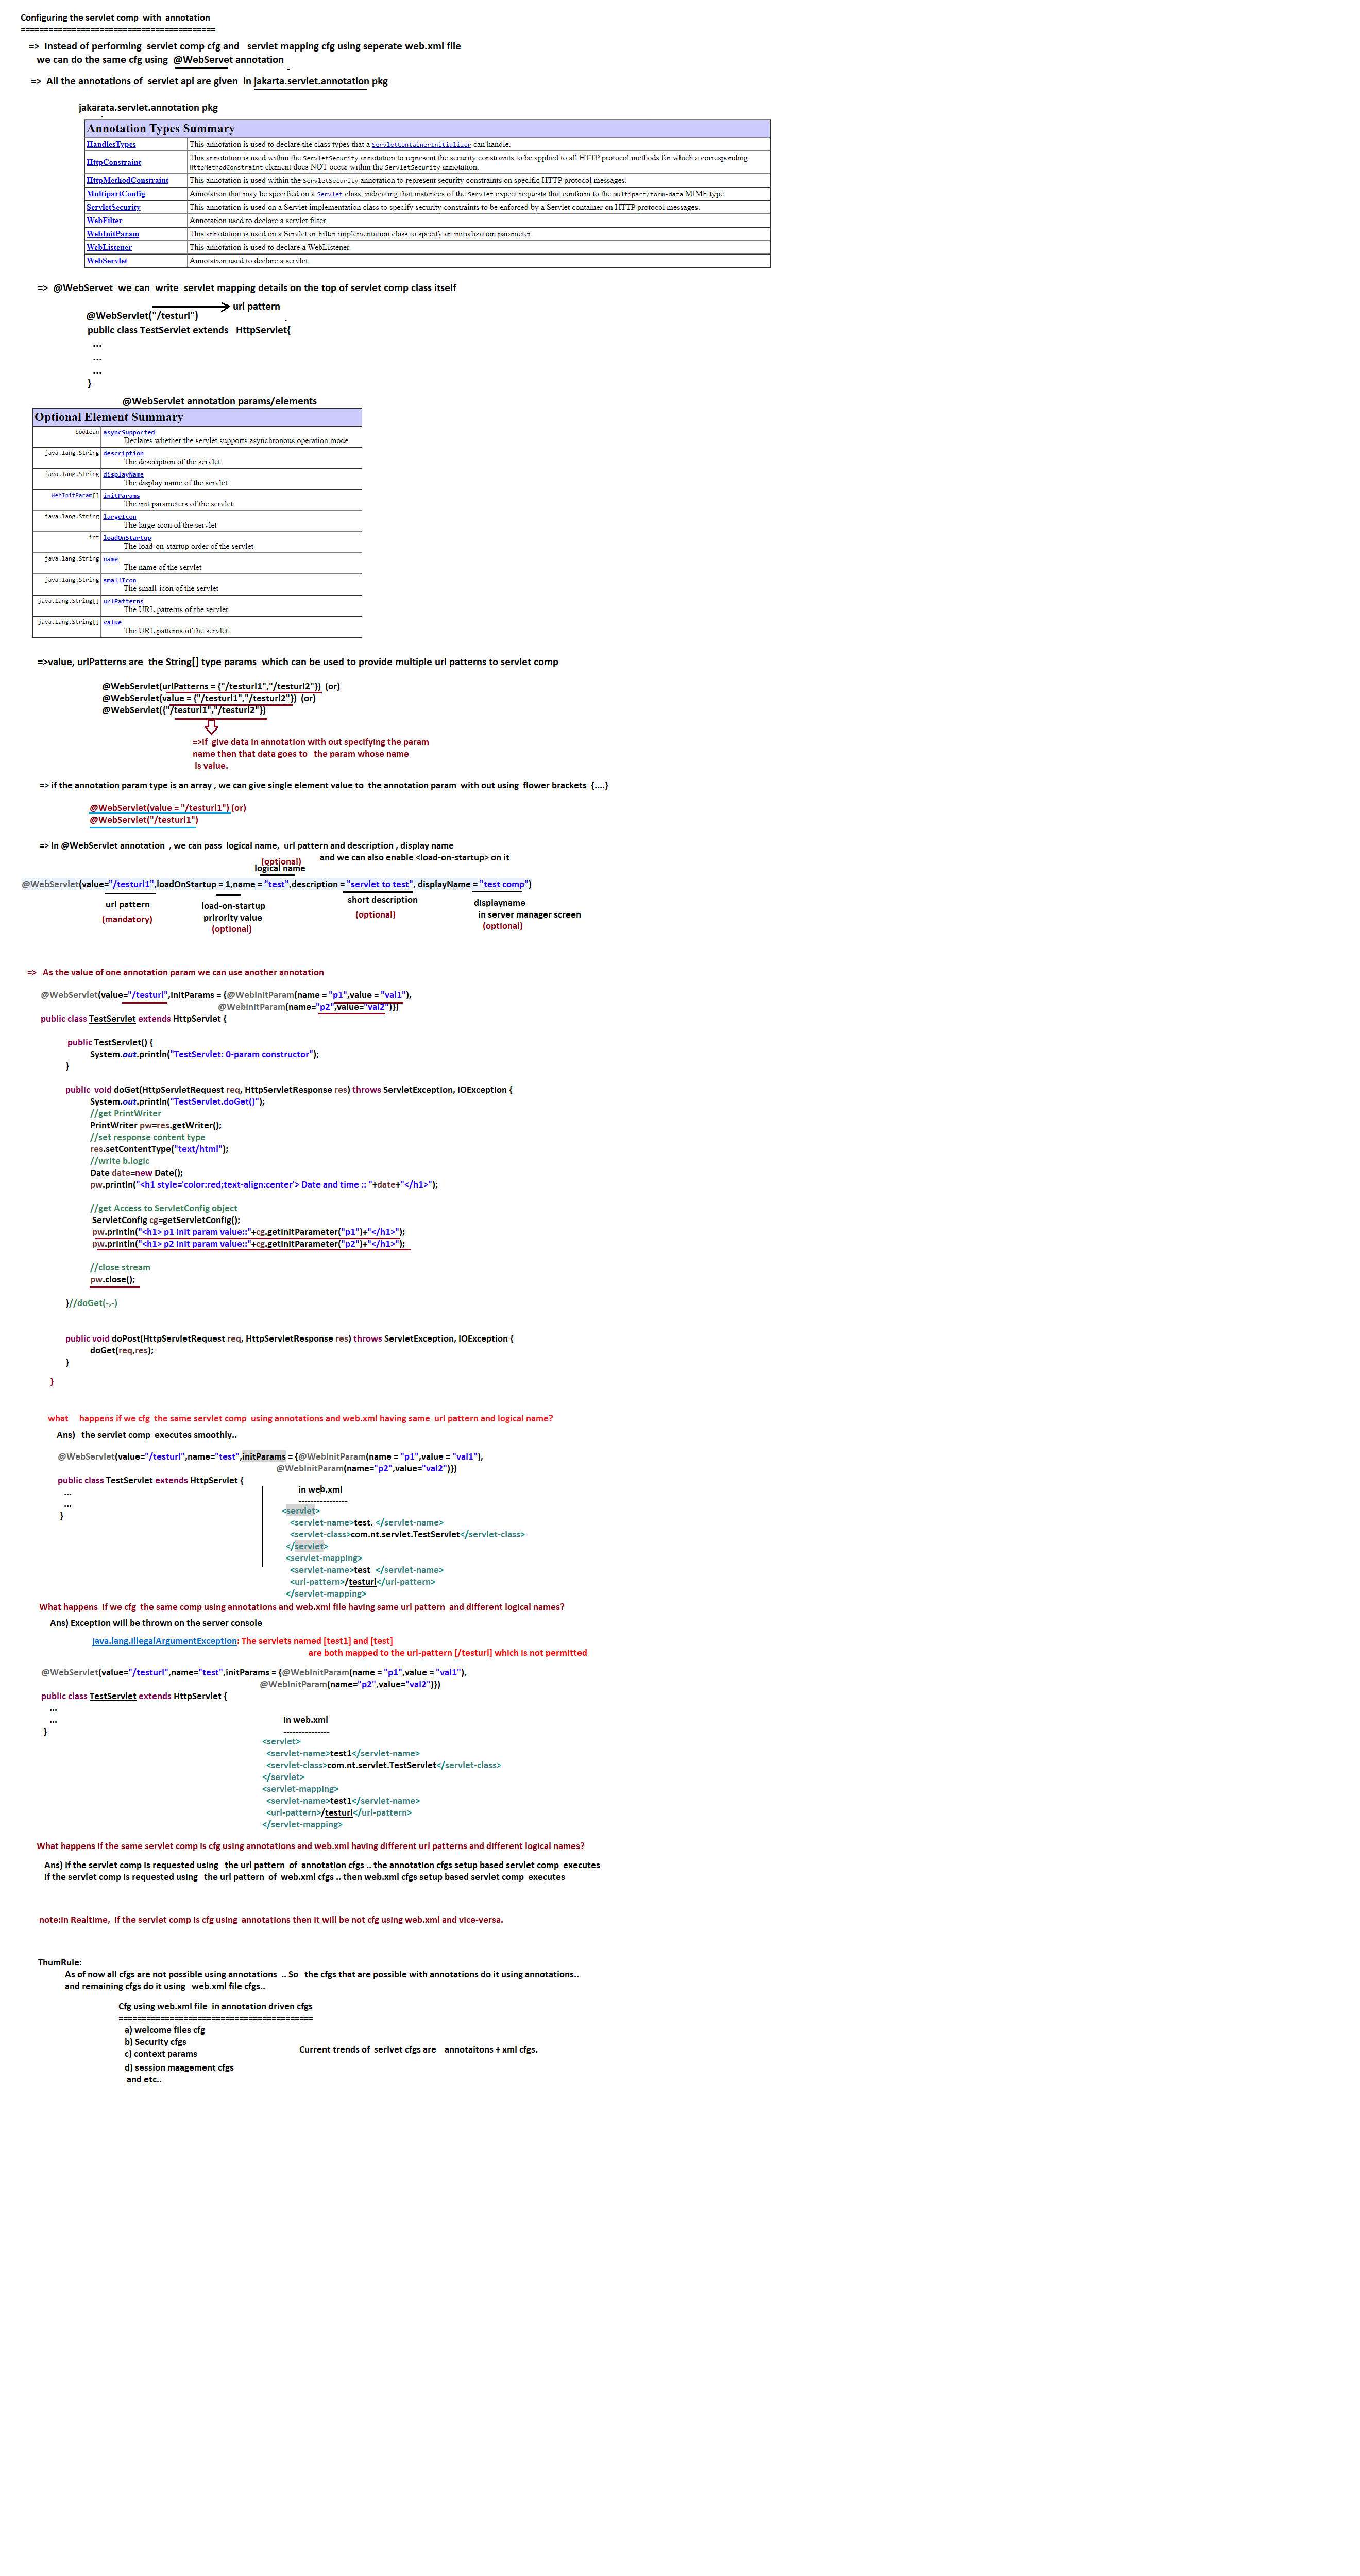 Configuring the servlet comp with annotation
==========================================
=> Instead of performing servlet comp cfg and servlet mapping cfg using seperate web.xml file
we can do the same cfg using @WebServet annotation
=> All the annotations of servlet api are given in jakarta.servlet.annotation pkg
jakarata.servlet.annotation pkg
Annotation Types Summary
HandlesTypes This annotation is used to declare the class types that a ServletContainerInitializer can handle.
HttpConstraint This annotation is used within the ServletSecurity annotation to represent the security constraints to be applied to all HTTP protocol methods for which a corresponding
HttpMethodConstraint element does NOT occur within the ServletSecurity annotation.
HttpMethodConstraint This annotation is used within the ServletSecurity annotation to represent security constraints on specific HTTP protocol messages.
MultipartConfig Annotation that may be specified on a Servlet class, indicating that instances of the Servlet expect requests that conform to the multipart/form-data MIME type.
ServletSecurity This annotation is used on a Servlet implementation class to specify security constraints to be enforced by a Servlet container on HTTP protocol messages.
WebFilter Annotation used to declare a servlet filter.
WebInitParam This annotation is used on a Servlet or Filter implementation class to specify an initialization parameter.
WebListener This annotation is used to declare a WebListener.
WebServlet Annotation used to declare a servlet.
=> @WebServet we can write servlet mapping details on the top of servlet comp class itself
url pattern
@WebServlet("/testurl")
public class TestServlet extends HttpServlet{
...
...
...
}
@WebServlet annotation params/elements
Optional Element Summary
boolean asyncSupported
Declares whether the servlet supports asynchronous operation mode.
java.lang.String description
The description of the servlet
java.lang.String displayName
The display name of the servlet
WebInitParam[] initParams
The init parameters of the servlet
java.lang.String largeIcon
The large-icon of the servlet
int loadOnStartup
The load-on-startup order of the servlet
java.lang.String name
The name of the servlet
java.lang.String smallIcon
The small-icon of the servlet
java.lang.String[] urlPatterns
The URL patterns of the servlet
java.lang.String[] value
The URL patterns of the servlet
=>value, urlPatterns are the String[] type params which can be used to provide multiple url patterns to servlet comp
@WebServlet(urlPatterns = {"/testurl1","/testurl2"}) (or)
@WebServlet(value = {"/testurl1","/testurl2"}) (or)
@WebServlet({"/testurl1","/testurl2"})
=>if give data in annotation with out specifying the param
name then that data goes to the param whose name
is value.
=> if the annotation param type is an array , we can give single element value to the annotation param with out using flower brackets {....}
@WebServlet(value = "/testurl1") (or)
@WebServlet("/testurl1")
=> In @WebServlet annotation , we can pass logical name, url pattern and description , display name
and we can also enable <load-on-startup> on it
(optional)
logical name
@WebServlet(value="/testurl1",loadOnStartup = 1,name = "test",description = "servlet to test", displayName = "test comp")
url pattern
(mandatory)
load-on-startup
prirority value
(optional)
short description
(optional)
displayname
in server manager screen
(optional)
=> As the value of one annotation param we can use another annotation
@WebServlet(value="/testurl",initParams = {@WebInitParam(name = "p1",value = "val1"),
@WebInitParam(name="p2",value="val2")})
public class TestServlet extends HttpServlet {
public TestServlet() {
System.out.println("TestServlet: 0-param constructor");
}
public void doGet(HttpServletRequest req, HttpServletResponse res) throws ServletException, IOException {
System.out.println("TestServlet.doGet()");
//get PrintWriter
PrintWriter pw=res.getWriter();
//set response content type
res.setContentType("text/html");
//write b.logic
Date date=new Date();
pw.println("<h1 style='color:red;text-align:center'> Date and time :: "+date+"</h1>");
//get Access to ServletConfig object
ServletConfig cg=getServletConfig();
pw.println("<h1> p1 init param value::"+cg.getInitParameter("p1")+"</h1>");
pw.println("<h1> p2 init param value::"+cg.getInitParameter("p2")+"</h1>");
//close stream
pw.close();
}//doGet(-,-)
public void doPost(HttpServletRequest req, HttpServletResponse res) throws ServletException, IOException {
doGet(req,res);
}
}
what happens if we cfg the same servlet comp using annotations and web.xml having same url pattern and logical name?
Ans) the servlet comp executes smoothly..
@WebServlet(value="/testurl",name="test",initParams = {@WebInitParam(name = "p1",value = "val1"),
@WebInitParam(name="p2",value="val2")})
public class TestServlet extends HttpServlet {
...
...
}
in web.xml
----------------
<servlet>
<servlet-name>test. </servlet-name>
<servlet-class>com.nt.servlet.TestServlet</servlet-class>
</servlet>
<servlet-mapping>
<servlet-name>test </servlet-name>
<url-pattern>/testurl</url-pattern>
</servlet-mapping>
What happens if we cfg the same comp using annotations and web.xml file having same url pattern and different logical names?
Ans) Exception will be thrown on the server console
java.lang.IllegalArgumentException: The servlets named [test1] and [test]
are both mapped to the url-pattern [/testurl] which is not permitted
@WebServlet(value="/testurl",name="test",initParams = {@WebInitParam(name = "p1",value = "val1"),
@WebInitParam(name="p2",value="val2")})
public class TestServlet extends HttpServlet {
...
...
}
In web.xml
---------------
<servlet>
<servlet-name>test1</servlet-name>
<servlet-class>com.nt.servlet.TestServlet</servlet-class>
</servlet>
<servlet-mapping>
<servlet-name>test1</servlet-name>
<url-pattern>/testurl</url-pattern>
</servlet-mapping>
What happens if the same servlet comp is cfg using annotations and web.xml having different url patterns and different logical names?
Ans) if the servlet comp is requested using the url pattern of annotation cfgs .. the annotation cfgs setup based servlet comp executes
if the servlet comp is requested using the url pattern of web.xml cfgs .. then web.xml cfgs setup based servlet comp executes
note:In Realtime, if the servlet comp is cfg using annotations then it will be not cfg using web.xml and vice-versa.
ThumRule:
As of now all cfgs are not possible using annotations .. So the cfgs that are possible with annotations do it using annotations..
and remaining cfgs do it using web.xml file cfgs..
Cfg using web.xml file in annotation driven cfgs
==========================================
a) welcome files cfg
b) Security cfgs
c) context params
Current trends of serlvet cfgs are annotaitons + xml cfgs.
d) session maagement cfgs
and etc..